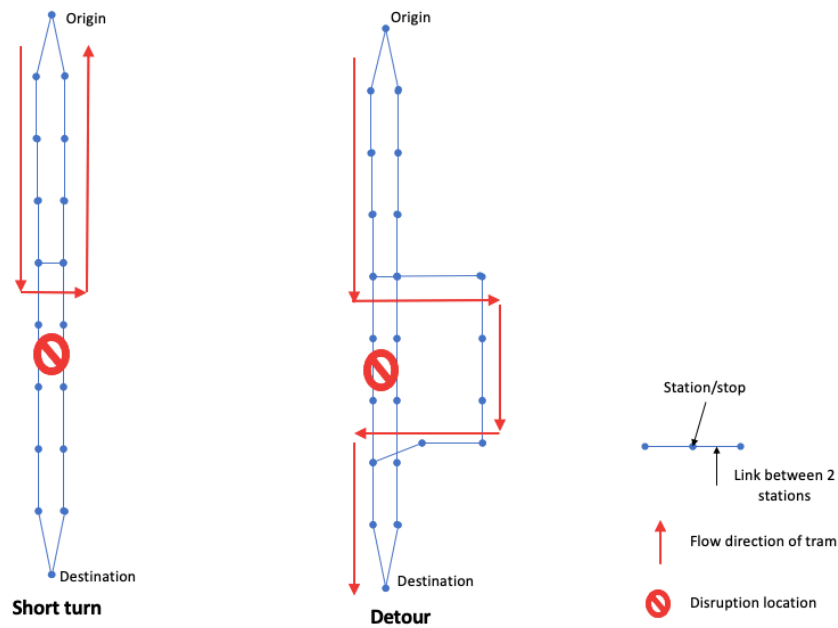 Origin
Destination
Short turn
Origin
Destination
Detour
Station/stop
Link between 2
stations
Flow direction of tram
Disruption location